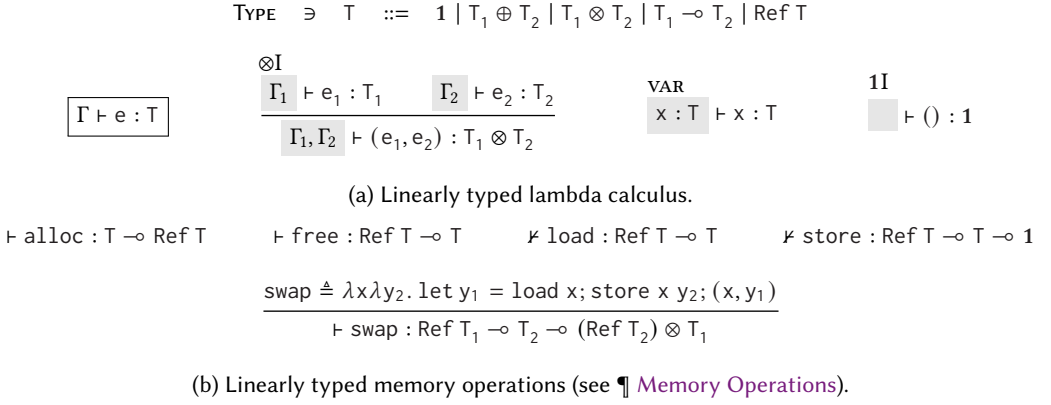 TYPE ∋ T ::= 1 | T₁ ⊕ T₂ | T₁ ⊗ T₂ | T₁ ⊸ T₂ | Ref T
Γ ⊢ e : T
⊗I
Γ₁ ⊢ e₁ : T₁ Γ₂ ⊢ e₂ : T₂
Γ₁, Γ₂ ⊢ (e₁, e₂) : T₁ ⊗ T₂
VAR
x : T ⊢ x : T
1I
⊢ () : 1
(a) Linearly typed lambda calculus.
⊢ alloc : T ⊸ Ref T ⊢ free : Ref T ⊸ T ⊬ load : Ref T ⊸ T ⊬ store : Ref T ⊸ T ⊸ 1
swap ≜ λxλy₂. let y₁ = load x; store x y₂; (x, y₁)
⊢ swap : Ref T₁ ⊸ T₂ ⊸ (Ref T₂) ⊗ T₁
(b) Linearly typed memory operations (see ¶ Memory Operations).